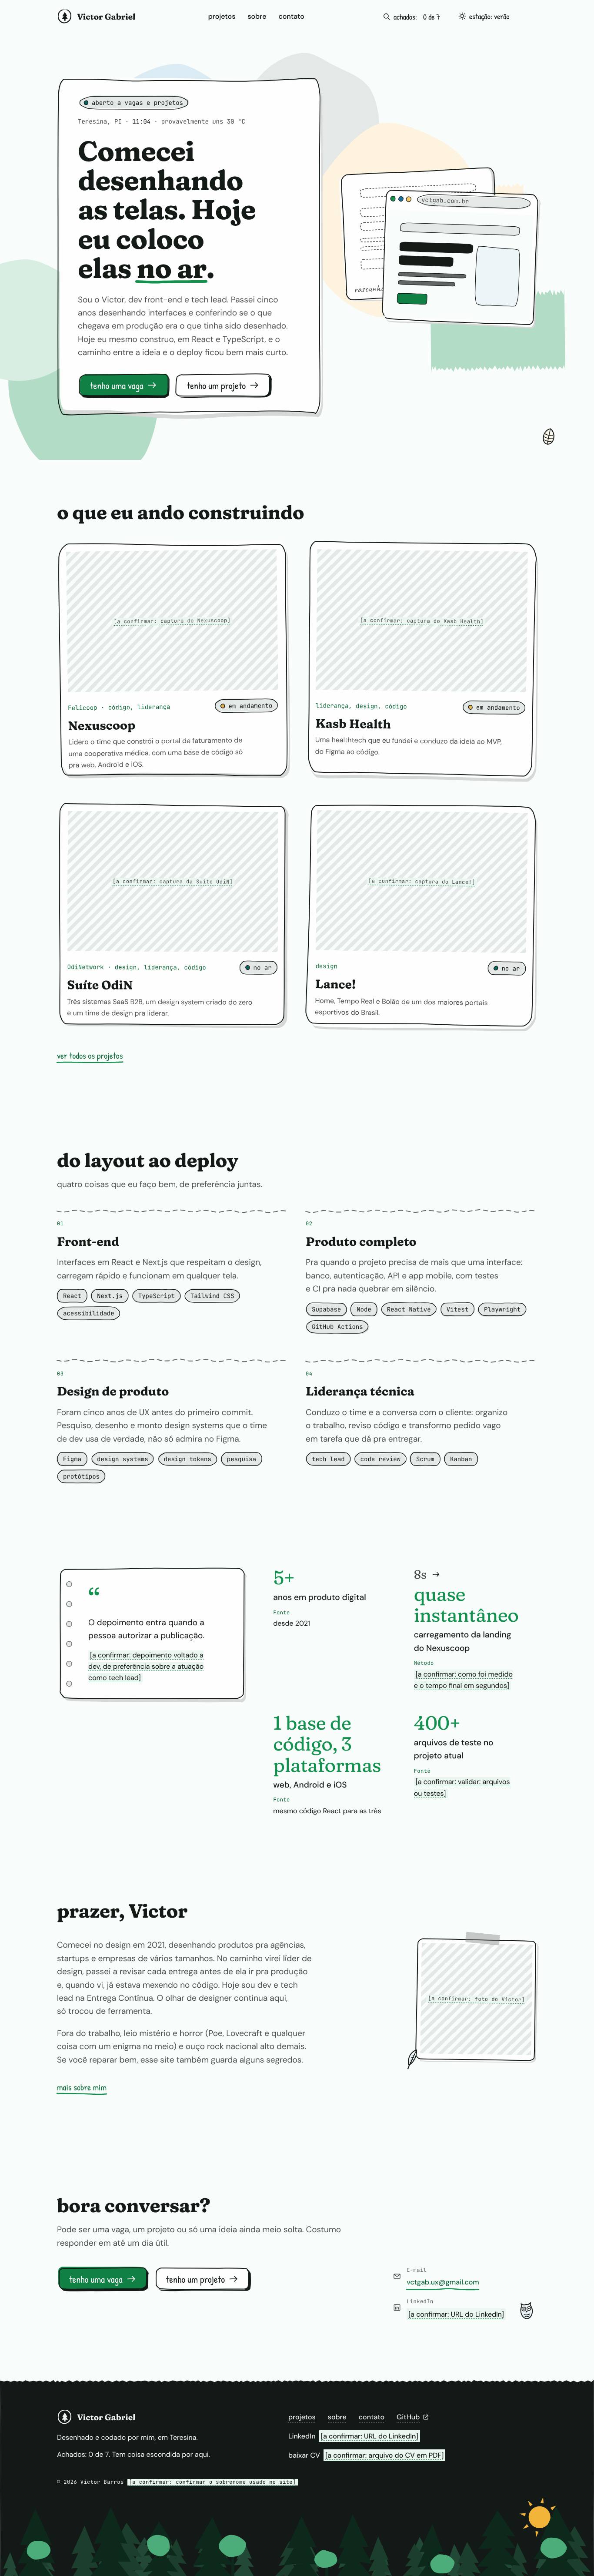 Victor Gabriel
projetos sobre contato
achados: 0 de 7
estação: verão
aberto a vagas e projetos
Teresina, PI · 11:04 · provavelmente uns 30 °C
Comecei
desenhando
as telas. Hoje
eu coloco
elas no ar.
Sou o Victor, dev front-end e tech lead. Passei cinco
anos desenhando interfaces e conferindo se o que
chegava em produção era o que tinha sido desenhado.
Hoje eu mesmo construo, em React e TypeScript, e o
caminho entre a ideia e o deploy ficou bem mais curto.
tenho uma vaga →
tenho um projeto →
vctgab.com.br
o que eu ando construindo
[a confirmar: captura do Nexuscoop]
Felicoop · código, liderança
em andamento
Nexuscoop
Lidero o time que constrói o portal de faturamento de
uma cooperativa médica, com uma base de código só
pra web, Android e iOS.
[a confirmar: captura do Kasb Health]
liderança, design, código
em andamento
Kasb Health
Uma healthtech que eu fundei e conduzo da ideia ao MVP,
do Figma ao código.
[a confirmar: captura da Suíte OdiN]
OdiNetwork · design, liderança, código
no ar
Suíte OdiN
Três sistemas SaaS B2B, um design system criado do zero
e um time de design pra liderar.
[a confirmar: captura do Lance!]
design
no ar
Lance!
Home, Tempo Real e Bolão de um dos maiores portais
esportivos do Brasil.
ver todos os projetos
do layout ao deploy
quatro coisas que eu faço bem, de preferência juntas.
01
Front-end
Interfaces em React e Next.js que respeitam o design,
carregam rápido e funcionam em qualquer tela.
React Next.js TypeScript Tailwind CSS
acessibilidade
02
Produto completo
Pra quando o projeto precisa de mais que uma interface:
banco, autenticação, API e app mobile, com testes
e CI pra nada quebrar em silêncio.
Supabase Node React Native Vitest Playwright
GitHub Actions
03
Design de produto
Foram cinco anos de UX antes do primeiro commit.
Pesquiso, desenho e monto design systems que o time
de dev usa de verdade, não só admira no Figma.
Figma design systems design tokens pesquisa
protótipos
04
Liderança técnica
Conduzo o time e a conversa com o cliente: organizo
o trabalho, reviso código e transformo pedido vago
em tarefa que dá pra entregar.
tech lead code review Scrum Kanban
“
O depoimento entra quando a
pessoa autorizar a publicação.
[a confirmar: depoimento voltado a
dev, de preferência sobre a atuação
como tech lead]
5+
anos em produto digital
Fonte
desde 2021
8s →
quase
instantâneo
carregamento da landing
do Nexuscoop
Método
[a confirmar: como foi medido
e o tempo final em segundos]
1 base de
código, 3
plataformas
web, Android e iOS
Fonte
mesmo código React para as três
400+
arquivos de teste no
projeto atual
Fonte
[a confirmar: validar: arquivos
ou testes]
prazer, Victor
Comecei no design em 2021, desenhando produtos pra agências,
startups e empresas de vários tamanhos. No caminho virei líder de
design, passei a revisar cada entrega antes de ela ir pra produção
e, quando vi, já estava mexendo no código. Hoje sou dev e tech
lead na Entrega Contínua. O olhar de designer continua aqui,
só trocou de ferramenta.
Fora do trabalho, leio mistério e horror (Poe, Lovecraft e qualquer
coisa com um enigma no meio) e ouço rock nacional alto demais.
Se você reparar bem, esse site também guarda alguns segredos.
mais sobre mim
[a confirmar: foto do Victor]
bora conversar?
Pode ser uma vaga, um projeto ou só uma ideia ainda meio solta. Costumo
responder em até um dia útil.
tenho uma vaga →
tenho um projeto →
E-mail
vctgab.ux@gmail.com
LinkedIn
[a confirmar: URL do LinkedIn]
Victor Gabriel
Desenhado e codado por mim, em Teresina.
Achados: 0 de 7. Tem coisa escondida por aqui.
projetos sobre contato GitHub
LinkedIn [a confirmar: URL do LinkedIn]
baixar CV [a confirmar: arquivo do CV em PDF]
© 2026 Victor Barros [a confirmar: confirmar o sobrenome usado no site]